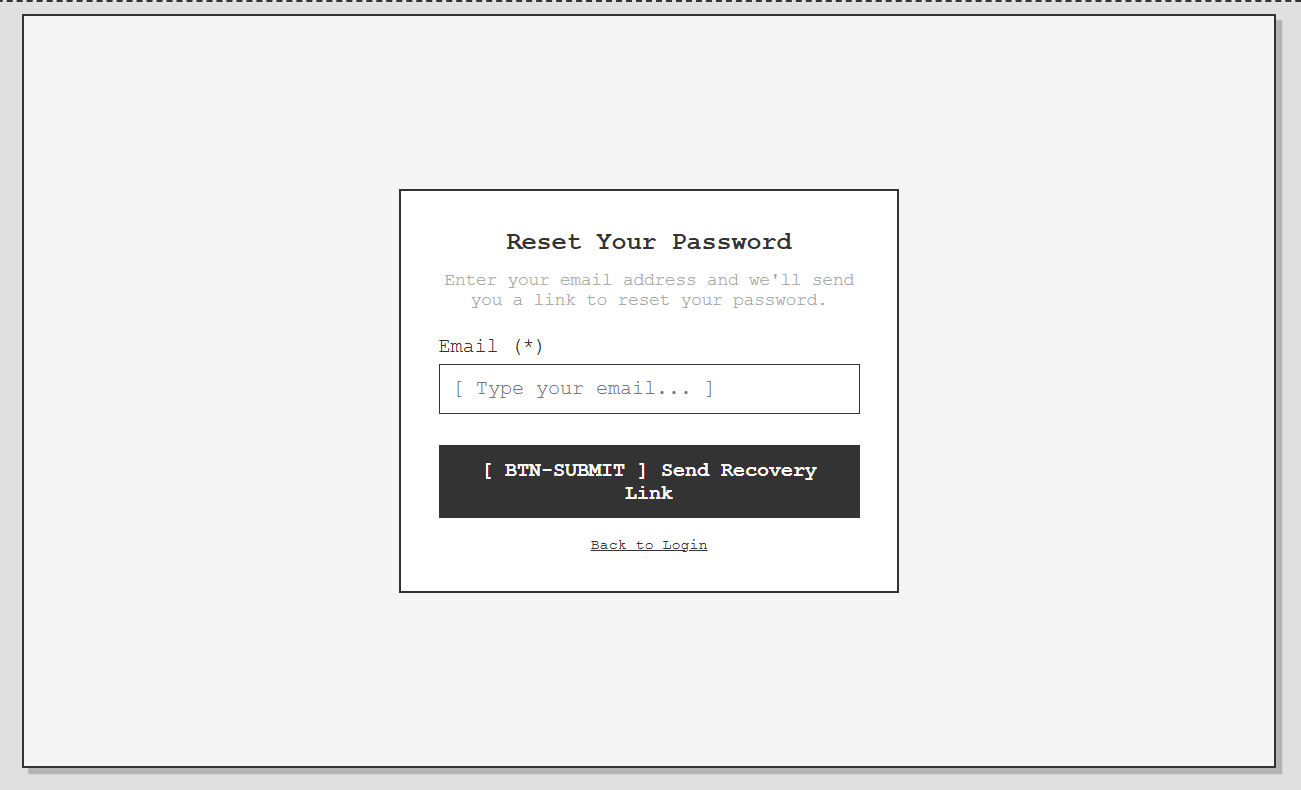 Reset Your Password
Enter your email address and we'll send
you a link to reset your password.
Email (*)
[ Type your email... ]
[ BTN-SUBMIT ] Send Recovery
Link
Back to Login